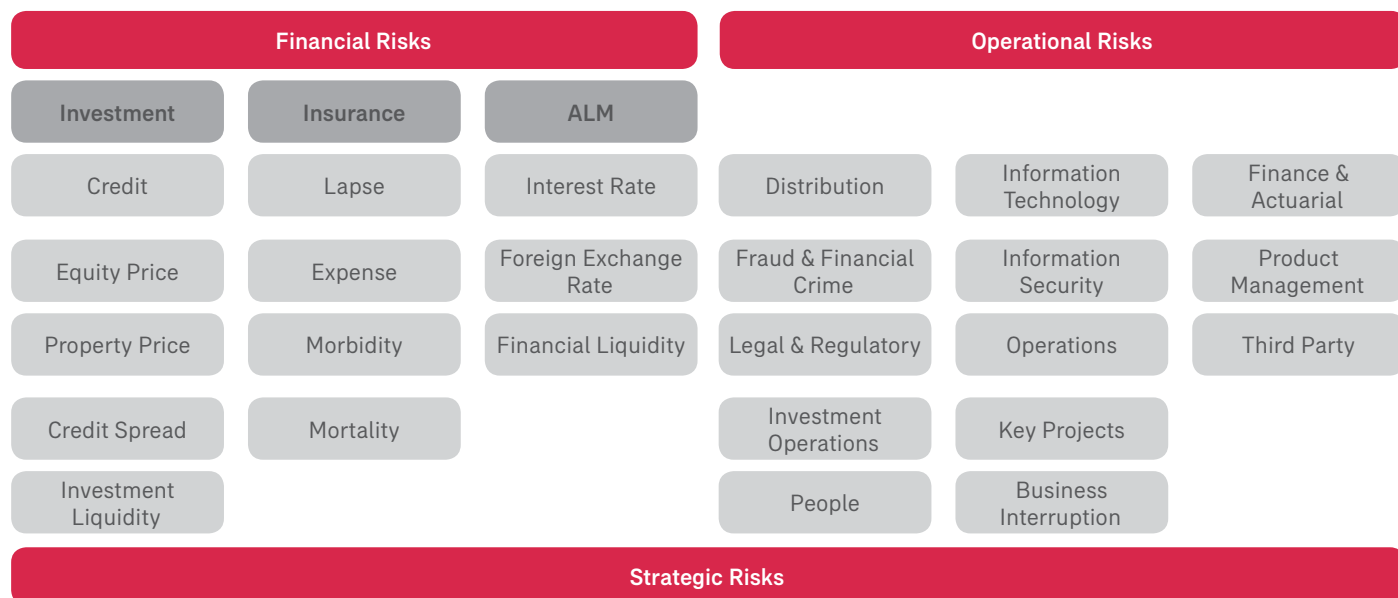 Financial Risks
Operational Risks
Investment
Insurance
ALM
Credit
Lapse
Interest Rate
Distribution
Information
Technology
Finance &
Actuarial
Equity Price
Expense
Foreign Exchange
Rate
Fraud & Financial
Crime
Information
Security
Product
Management
Property Price
Morbidity
Financial Liquidity
Legal & Regulatory
Operations
Third Party
Credit Spread
Mortality
Investment
Operations
Key Projects
Investment
Liquidity
People
Business
Interruption
Strategic Risks